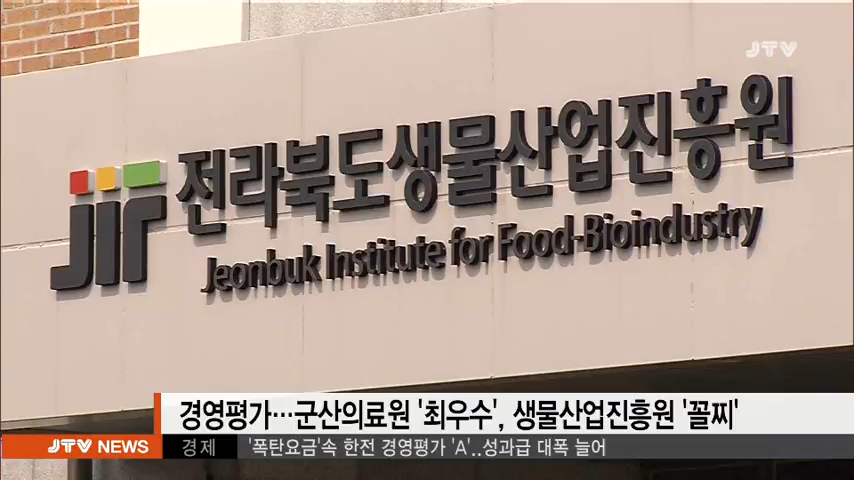 JTV
jif
전라북도생물산업진흥원
Jeonbuk Institute for Food-Bioindustry
경영평가…군산의료원 '최우수', 생물산업진흥원 '꼴찌'
JTV NEWS 경제 '폭탄요금'속 한전 경영평가 'A'..성과급 대폭 늘어